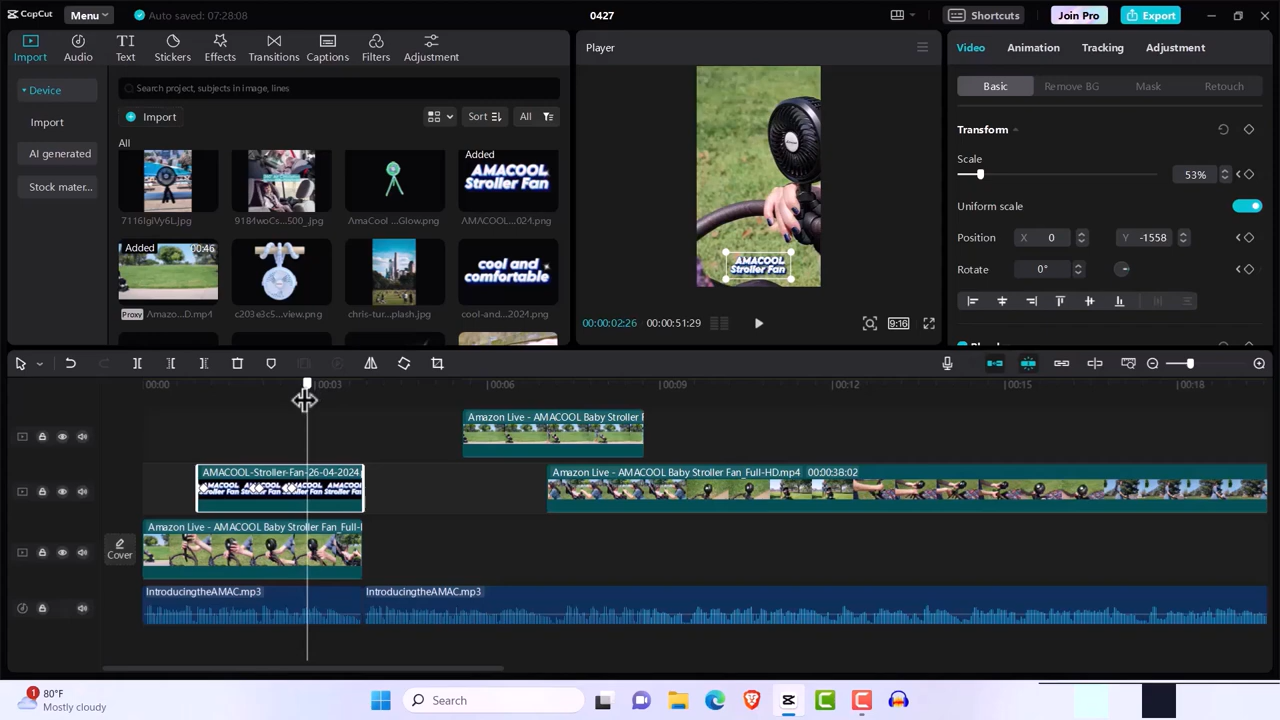 CapCut
Menu
Auto saved: 07:28:08
0427
Shortcuts
Join Pro
Export
Import
Audio
Text
Stickers
Effects
Transitions
Captions
Filters
Adjustment
Device
Import
AI generated
Stock mater...
Search project, subjects in image, lines
Import
Sort
All
All
Added
AMACOOL
Stroller Fan
7116lglVy6L.jpg
9184woCs...500_.jpg
AmaCool ...Glow.png
AMACOOL...024.png
Added
00:46
Proxy
cool and
comfortable
Amazo...D.mp4
c203e3c5...view.png
chris-tur...plash.jpg
cool-and...2024.png
Player
AMACOOL
Stroller Fan
00:00:02:26
00:00:51:29
9:16
Video
Animation
Tracking
Adjustment
Basic
Remove BG
Mask
Retouch
Transform
Scale
53%
Uniform scale
Position
X
0
Y
-1558
Rotate
0°
00:00
00:03
00:06
00:09
00:12
00:15
00:18
Amazon Live - AMACOOL Baby Stroller F
AMACOOL-Stroller-Fan-26-04-2024
Amazon Live - AMACOOL Baby Stroller Fan_Full-HD.mp4
00:00:38:02
Cover
Amazon Live - AMACOOL Baby Stroller Fan_Full-H
IntroducingtheAMAC.mp3
IntroducingtheAMAC.mp3
1
80°F
Mostly cloudy
Search